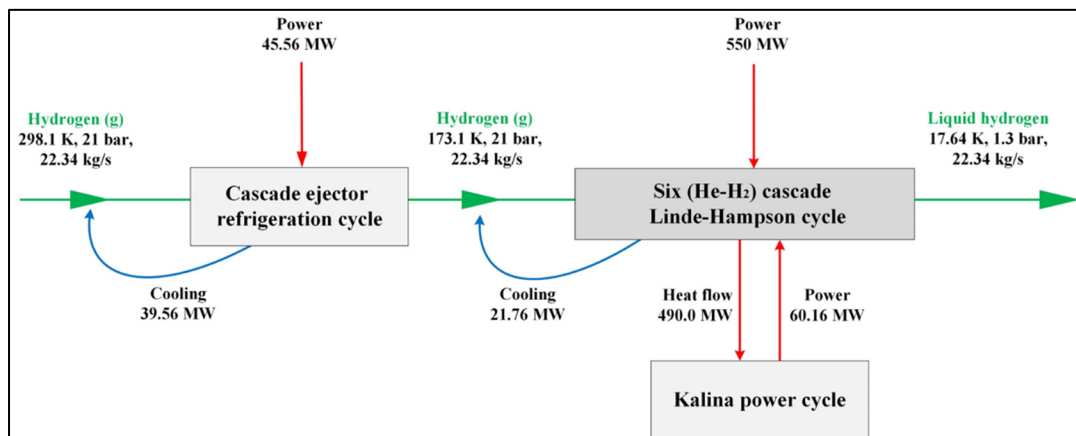 Power
45.56 MW
Power
550 MW
Hydrogen (g)
298.1 K, 21 bar,
22.34 kg/s
Hydrogen (g)
173.1 K, 21 bar,
22.34 kg/s
Liquid hydrogen
17.64 K, 1.3 bar,
22.34 kg/s
Cascade ejector
refrigeration cycle
Six (He-H₂) cascade
Linde-Hampson cycle
Cooling
39.56 MW
Cooling
21.76 MW
Heat flow
490.0 MW
Power
60.16 MW
Kalina power cycle